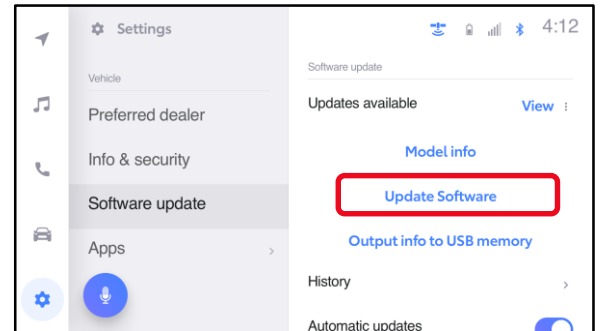 Settings
4:12
Vehicle
Preferred dealer
Info & security
Software update
Apps
Software update
Updates available
View
Model info
Update Software
Output info to USB memory
History
Automatic updates